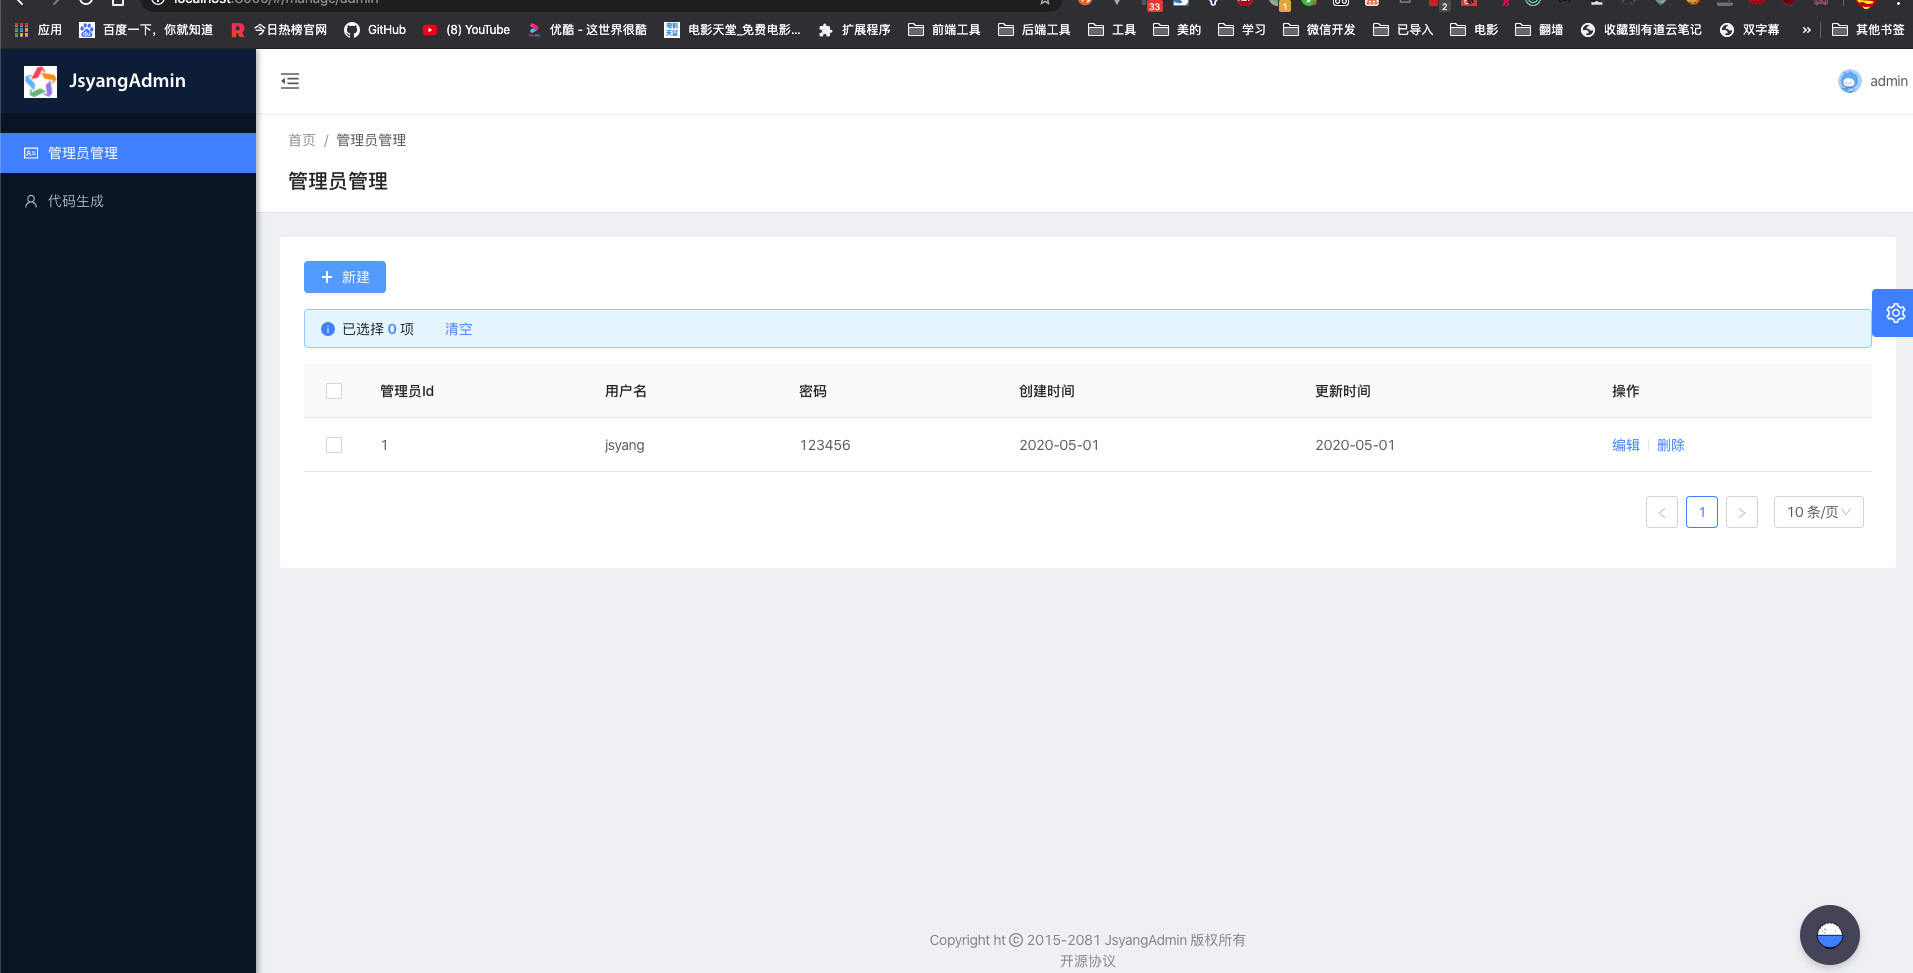 应用 百度一下，你就知道 今日热榜官网 GitHub (8) YouTube 优酷 - 这世界很酷 电影天堂_免费电影... 扩展程序 前端工具 后端工具 工具 美的 学习 微信开发 已导入 电影 翻墙 收藏到有道云笔记 双字幕 » 其他书签
33 1 2
JsyangAdmin
admin
管理员管理
代码生成
首页 / 管理员管理
管理员管理
+ 新建
已选择 0 项 清空
管理员Id 用户名 密码 创建时间 更新时间 操作
1 jsyang 123456 2020-05-01 2020-05-01 编辑 删除
< 1 > 10 条/页
Copyright ht © 2015-2081 JsyangAdmin 版权所有
开源协议